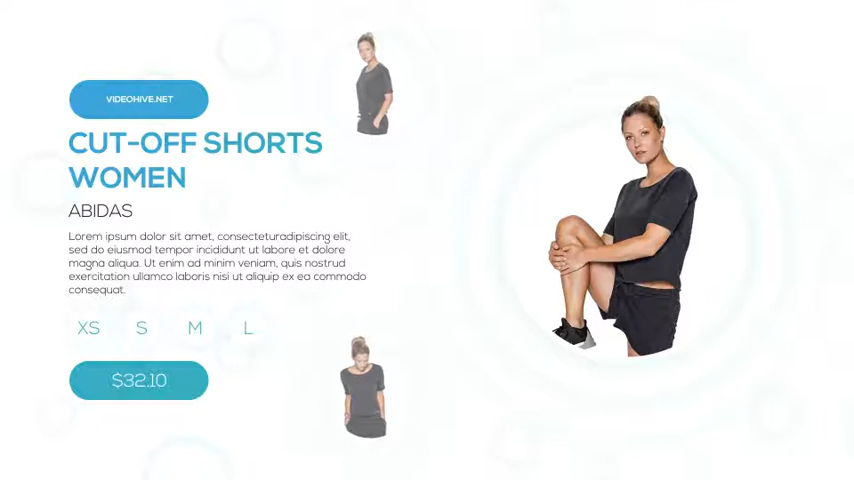 VIDEOHIVE.NET
CUT-OFF SHORTS
WOMEN
ABIDAS
Lorem ipsum dolor sit amet, consecteturadipiscing elit,
sed do eiusmod tempor incididunt ut labore et dolore
magna aliqua. Ut enim ad minim veniam, quis nostrud
exercitation ullamco laboris nisi ut aliquip ex ea commodo
consequat.
XS S M L
$32.10